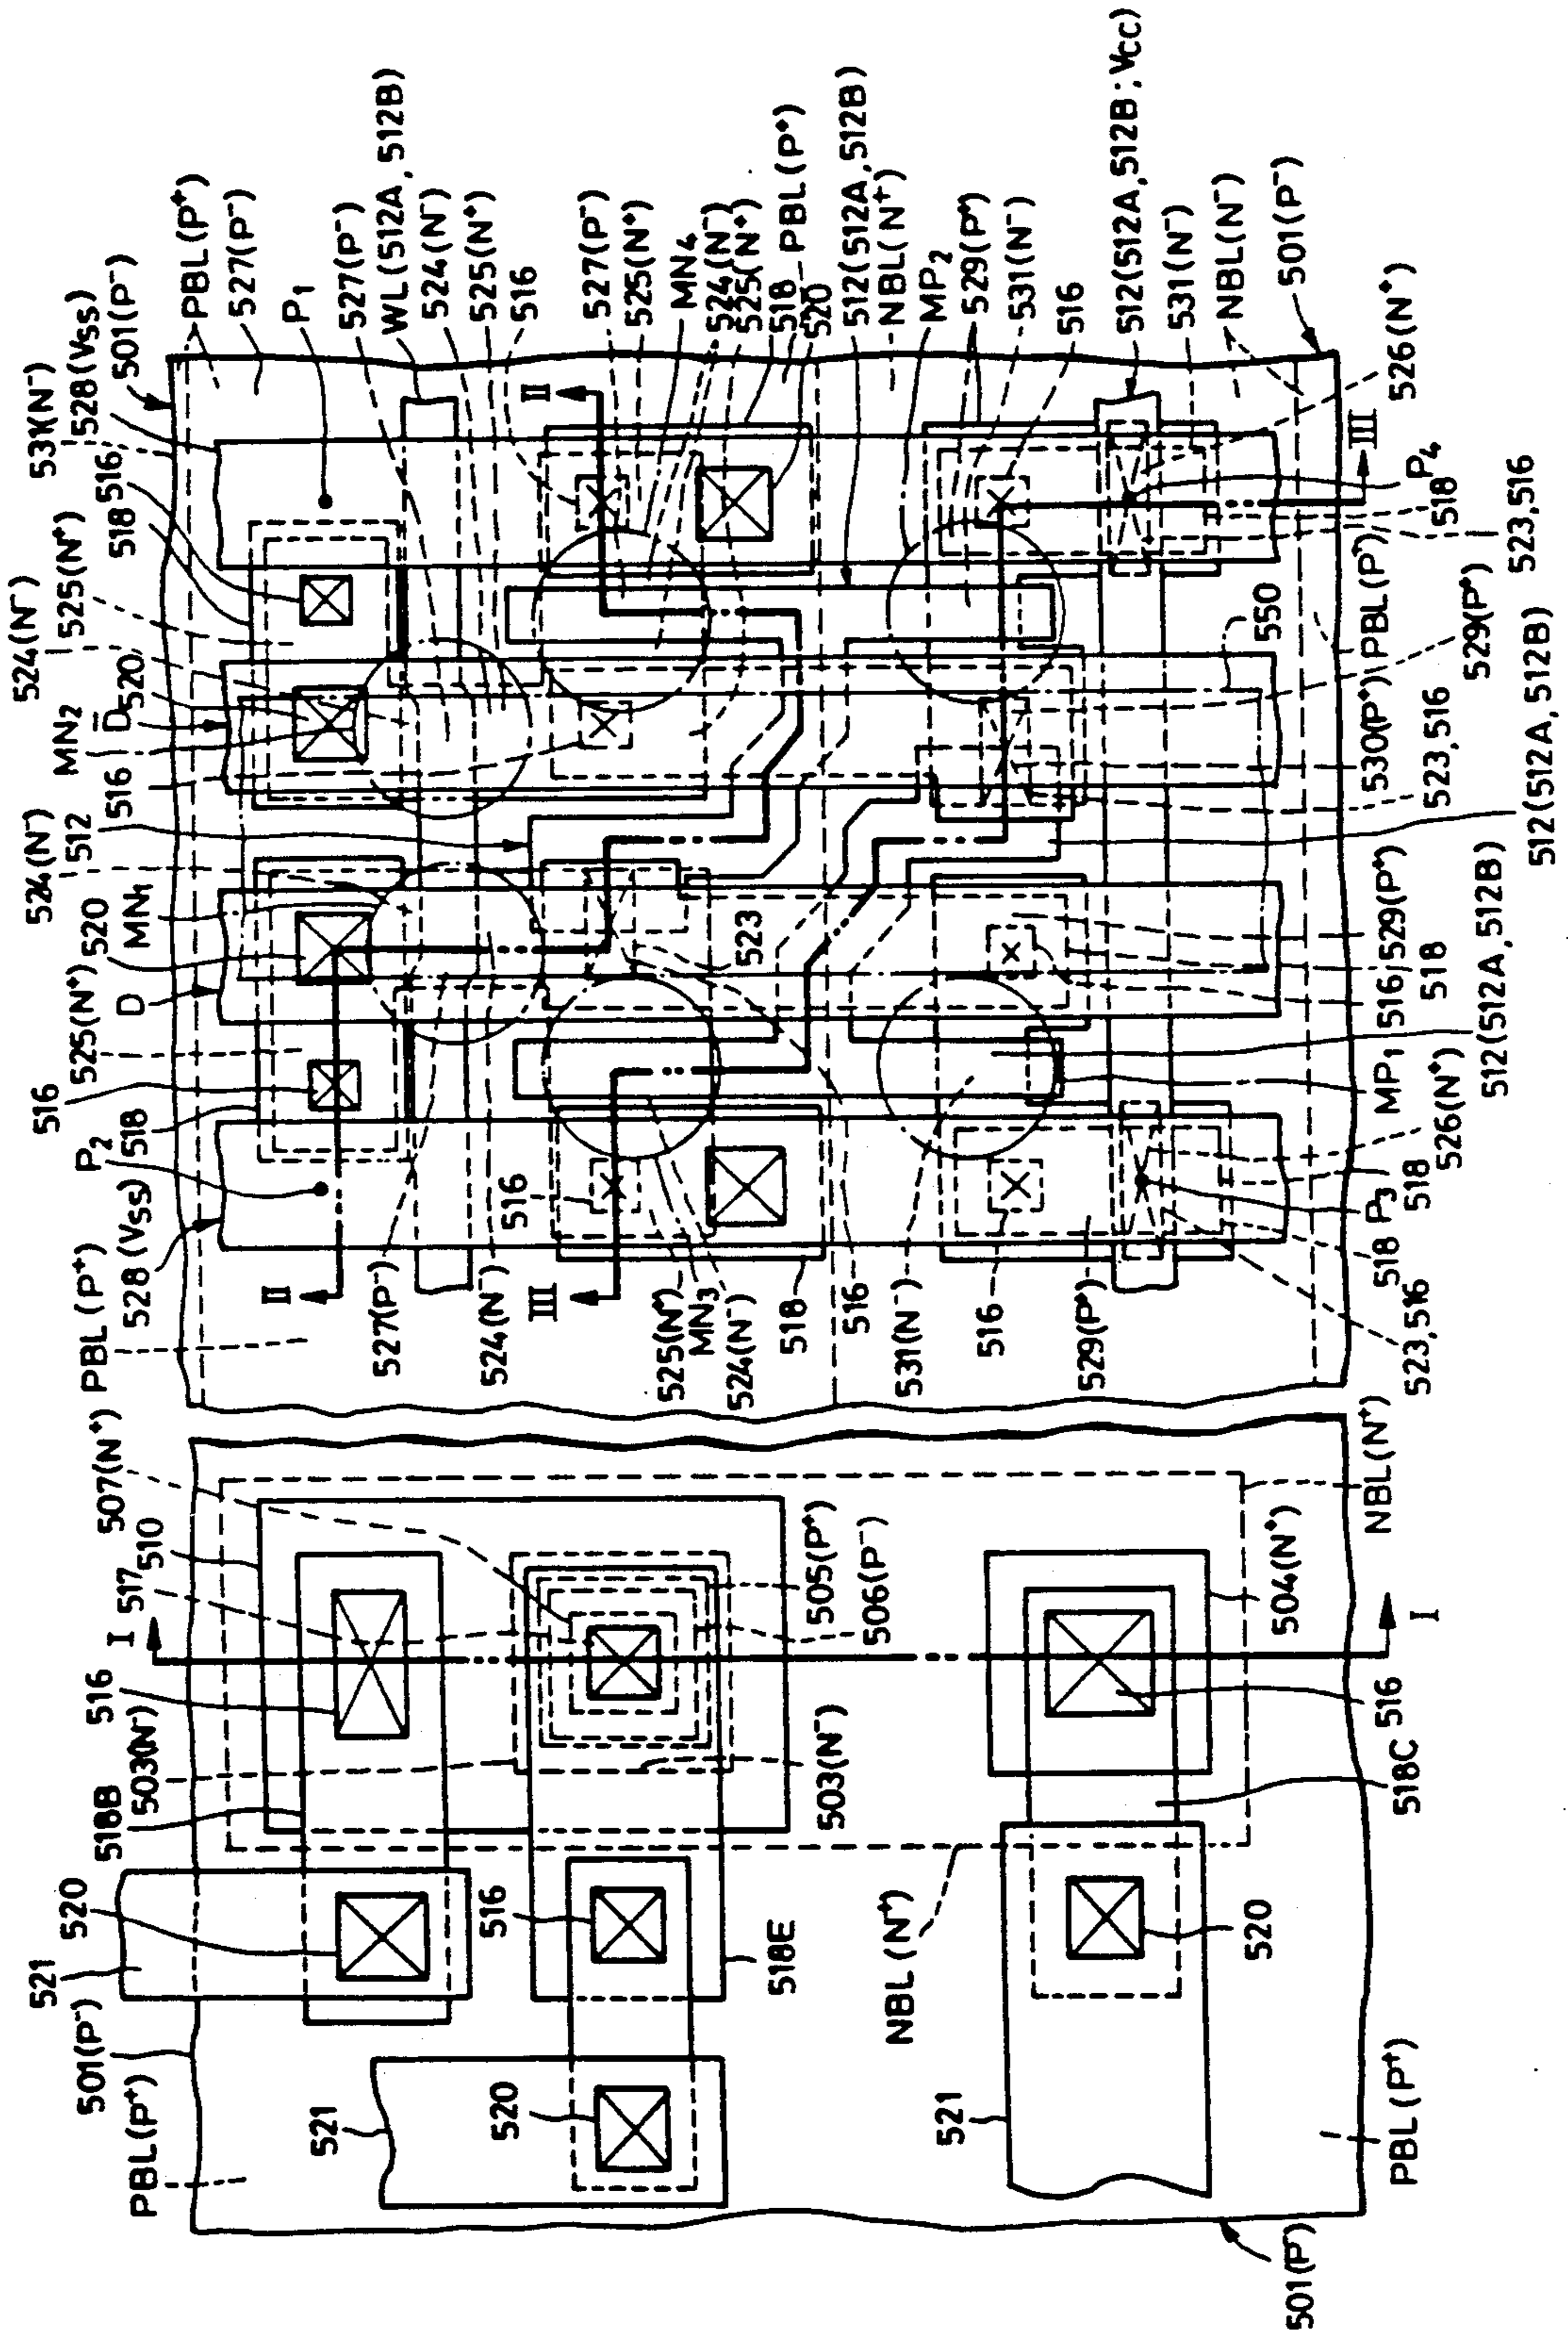 531(N⁻)
528(Vss)
501(P⁻)
PBL(P⁺)
527(P⁻)
P₁
527(P⁻)
WL(512A, 512B)
524(N⁻)
525(N⁺)
516
527(P⁻)
525(N⁺)
MN₄
524(N⁻)
525(N⁺)
518
PBL(P⁺)
520
512(512A, 512B)
NBL(N⁺)
MP₂
529(P⁺)
531(N⁻)
516
512(512A, 512B; Vcc)
531(N⁻)
NBL(N⁻)
501(P⁻)
526(N⁺)
II
III
P₄
518
523, 516
PBL(P⁺)
550
529(P⁺)
530(P⁺)
523, 516
512(512A, 512B)
516
518
525(N⁺)
524(N⁻)
520
D̄
MN₂
516
512
524(N⁻)
MN₁
520
525(N⁺)
D
523
529(P⁺)
516
518
512(512A, 512B)
MP₁
526(N⁺)
516
518
P₂
528(Vss)
PBL(P⁺)
II
527(P⁻)
524(N⁻)
III
516
525(N⁺)
MN₃
524(N⁻)
518
516
531(N⁻)
516
529(P⁺)
518
P₃
518
523, 516
507(N⁺)
510
517
I
516
503(N⁻)
518B
520
521
501(P⁻)
PBL(P⁺)
505(P⁺)
506(P⁻)
503(N⁻)
516
518E
521
520
NBL(N⁺)
504(N⁺)
I
516
518C
NBL(N⁺)
520
521
PBL(P⁺)
501(P⁻)